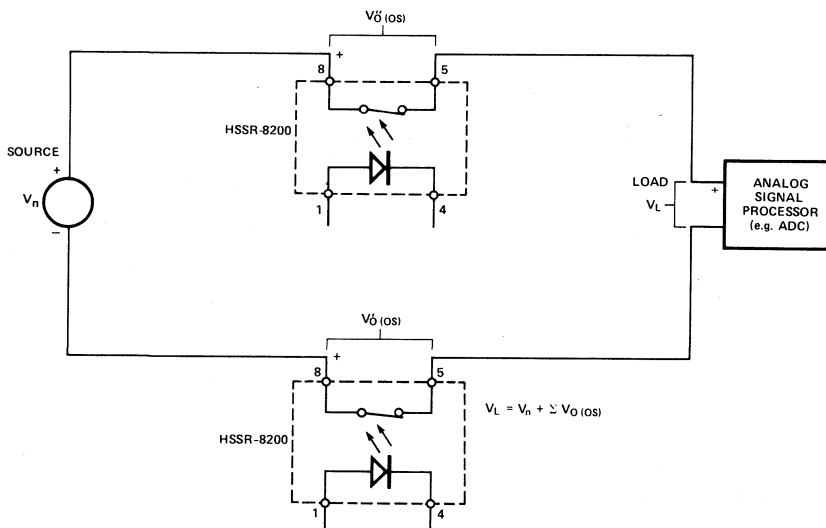 V″O (OS)
+
8
5
HSSR-8200
1
4
SOURCE
+
Vn
−
LOAD
VL
+
ANALOG
SIGNAL
PROCESSOR
(e.g. ADC)
V′O (OS)
+
8
5
HSSR-8200
1
4
VL = Vn + Σ VO (OS)